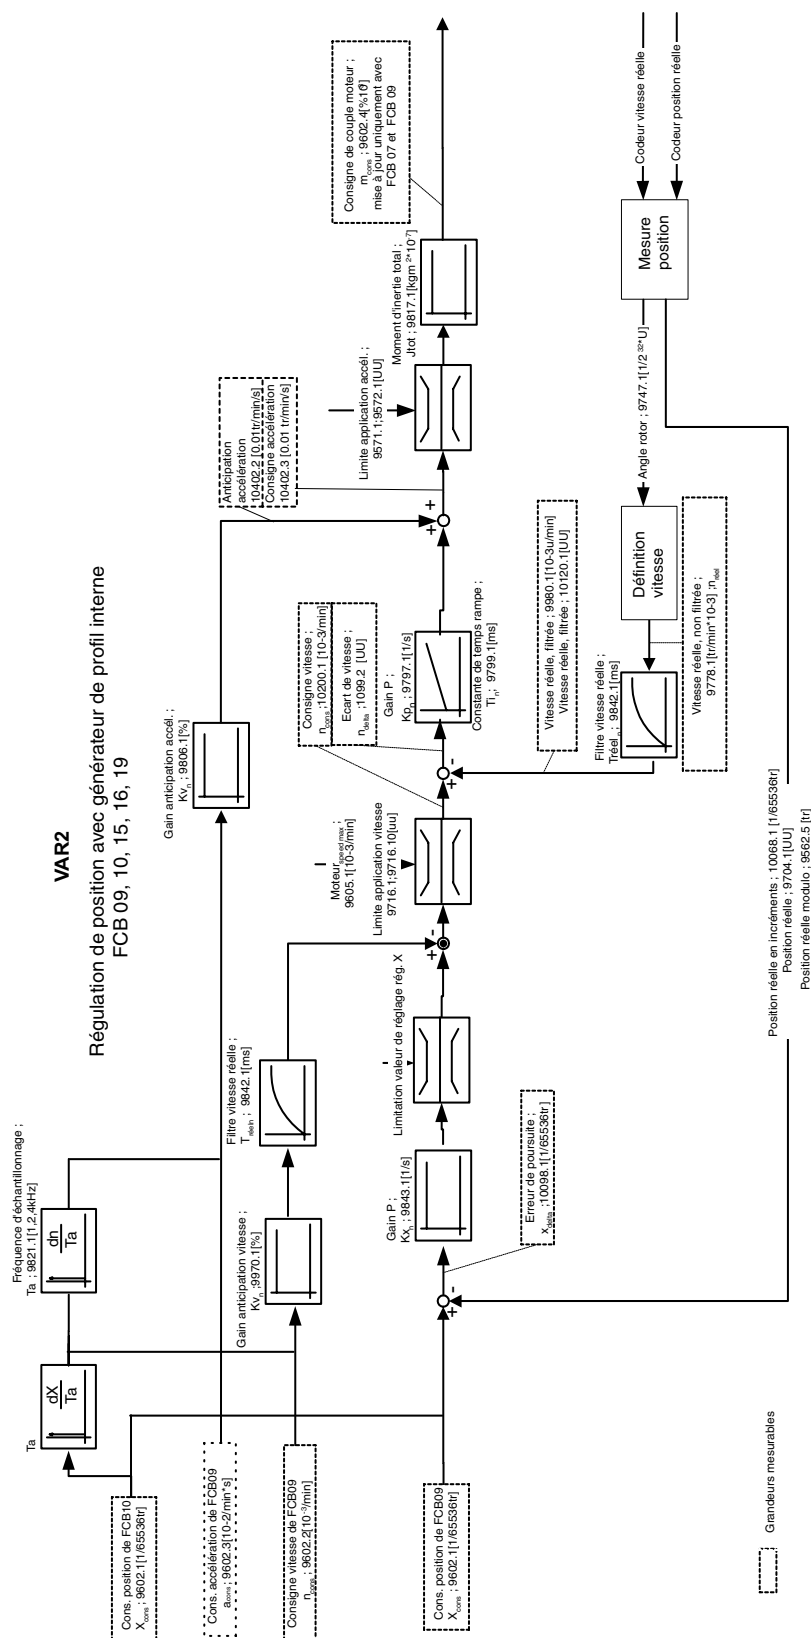 VAR2
Régulation de position avec générateur de profil interne
FCB 09, 10, 15, 16, 19
Cons. position de FCB10
Xcons ; 9602.1[1/65536tr]
Cons. accélération de FCB09
acons ; 9602.3[10-2/min*s]
Consigne vitesse de FCB09
ncons ; 9602.2[10-3/min]
Cons. position de FCB09
Xcons ; 9602.1[1/65536tr]
Ta
dX
Ta
Fréquence d'échantillonnage ;
Ta ; 9821.1[1,2,4kHz]
dn
Ta
Gain anticipation vitesse ;
Kvn ;9970.1[%]
Filtre vitesse réelle ;
; 9842.1[ms]
Gain anticipation accél. ;
Kvn ; 9806.1[%]
+
-
Erreur de poursuite ;
xdelta ;10098.1[1/65536tr]
Gain P ;
Kxn ; 9843.1[1/s]
Limitation valeur de réglage rég. X
+
-
Moteurspeed max ;
9605.1[10-3/min]
Limite application vitesse
9716.1;9716.10[uu]
Consigne vitesse ;
ncons ;10200.1 [10-3/min]
Ecart de vitesse ;
ndelta ;1099.2 [UU]
+
-
Gain P ;
Kpn ; 9797.1[1/s]
Constante de temps rampe ;
Tin; ; 9799.1[ms]
Anticipation
accélération
10402.2 [0.01tr/min/s]
Consigne accélération
10402.3 [0.01 tr/min/s]
+
+
Limite application accél. ;
9571.1;9572.1[UU]
Moment d'inertie total ;
Jtot ; 9817.1[kgm 2*10-7]
Consigne de couple moteur ;
mcons ; 9602.4[%10
mise à jour uniquement avec
FCB 07 et FCB 09
Vitesse réelle, filtrée ; 9980.1[10-3u/min]
Vitesse réelle, filtrée ; 10120.1[UU]
Filtre vitesse réelle ;
Tréel n ; 9842.1[ms]
Vitesse réelle, non filtrée ;
9778.1[tr/min*10-3] ;nréel
Définition
vitesse
Angle rotor ; 9747.1[1/2 32*U]
Mesure
position
Codeur vitesse réelle
Codeur position réelle
Position réelle en incréments ; 10068.1 [1/65536tr]
Position réelle ; 9704.1[UU]
Position réelle modulo ; 9562.5 [tr]
Grandeurs mesurables